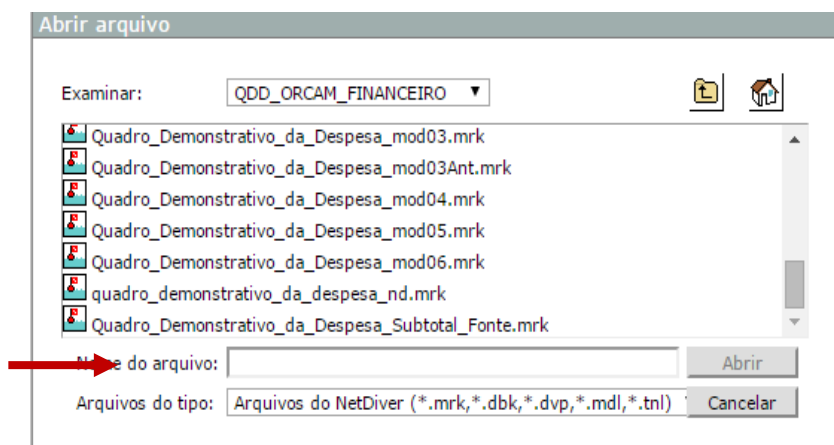 Abrir arquivo
Examinar: QDD_ORCAM_FINANCEIRO
Quadro_Demonstrativo_da_Despesa_mod03.mrk
Quadro_Demonstrativo_da_Despesa_mod03Ant.mrk
Quadro_Demonstrativo_da_Despesa_mod04.mrk
Quadro_Demonstrativo_da_Despesa_mod05.mrk
Quadro_Demonstrativo_da_Despesa_mod06.mrk
quadro_demonstrativo_da_despesa_nd.mrk
Quadro_Demonstrativo_da_Despesa_Subtotal_Fonte.mrk
Nome do arquivo: Abrir
Arquivos do tipo: Arquivos do NetDiver (*.mrk,*.dbk,*.dvp,*.mdl,*.tnl) Cancelar